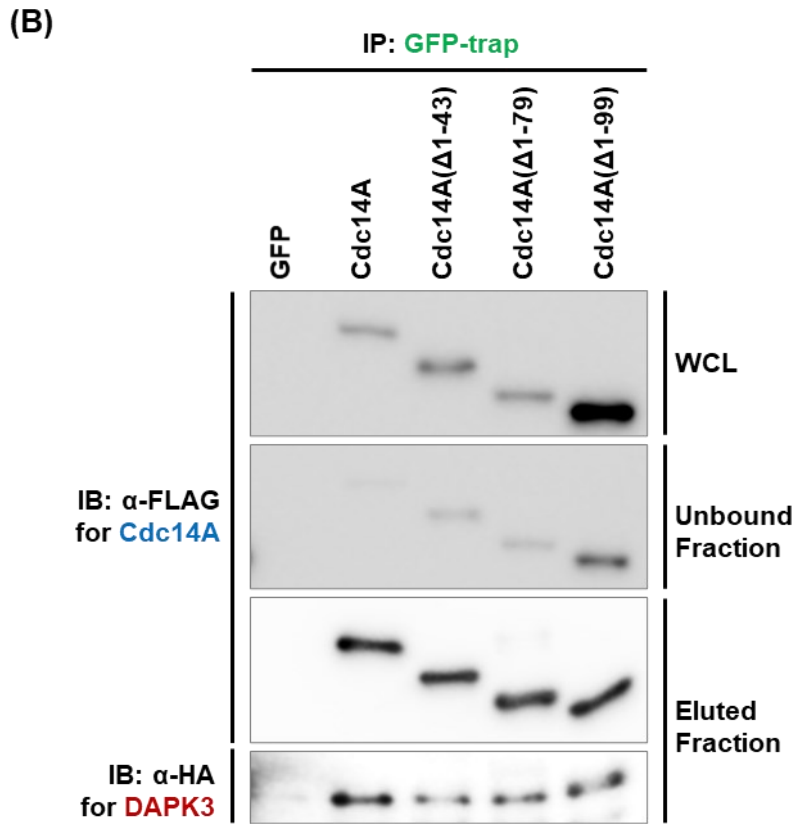 (B)
IP: GFP-trap
GFP
Cdc14A
Cdc14A(Δ1-43)
Cdc14A(Δ1-79)
Cdc14A(Δ1-99)
WCL
IB: α-FLAG
for Cdc14A
Unbound
Fraction
Eluted
Fraction
IB: α-HA
for DAPK3